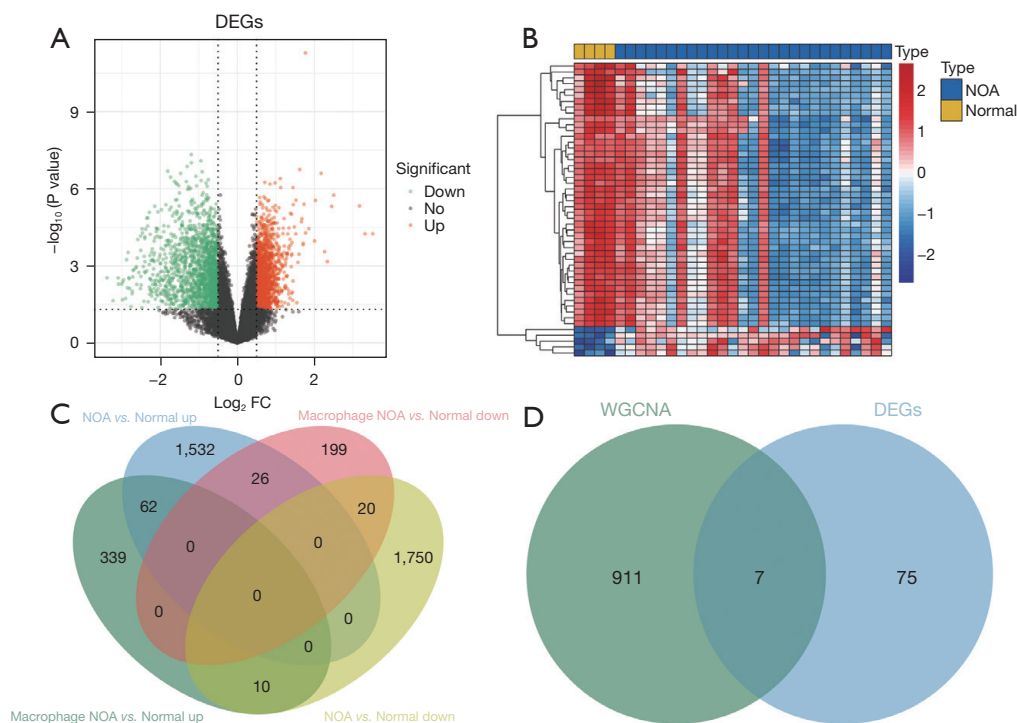 A
DEGs
−log10 (P value)
9
6
3
0
−2
0
2
Log2 FC
Significant
Down
No
Up
B
Type
2
1
0
−1
−2
Type
NOA
Normal
C
NOA vs. Normal up
Macrophage NOA vs. Normal down
1,532
199
26
62
20
339
0
0
1,750
0
0
0
0
10
Macrophage NOA vs. Normal up
NOA vs. Normal down
D
WGCNA
DEGs
911
7
75